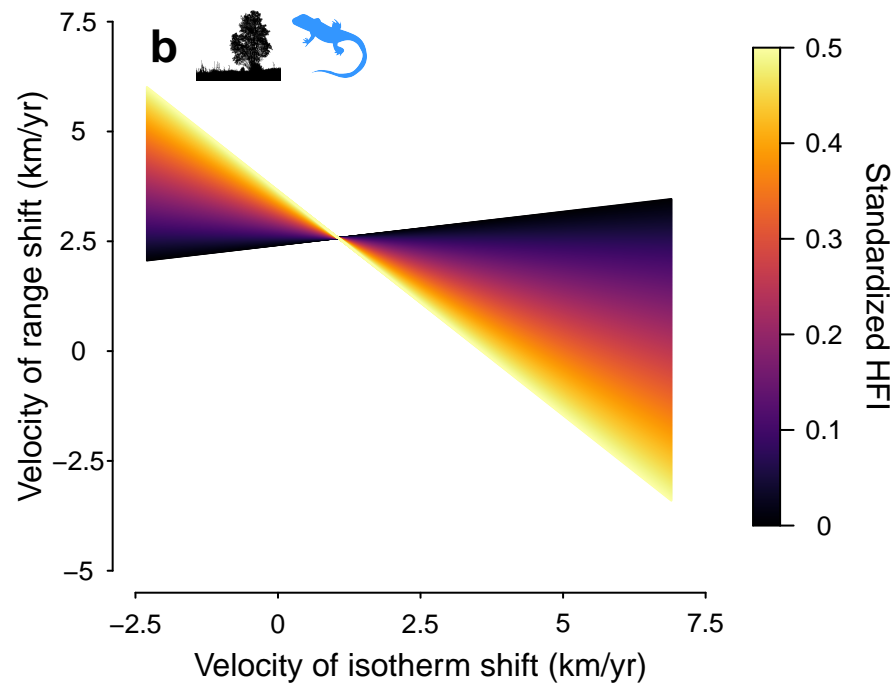 b
7.5
5
2.5
0
−2.5
−5
Velocity of range shift (km/yr)
−2.5 0 2.5 5 7.5
Velocity of isotherm shift (km/yr)
0.5
0.4
0.3
0.2
0.1
0
Standardized HFI